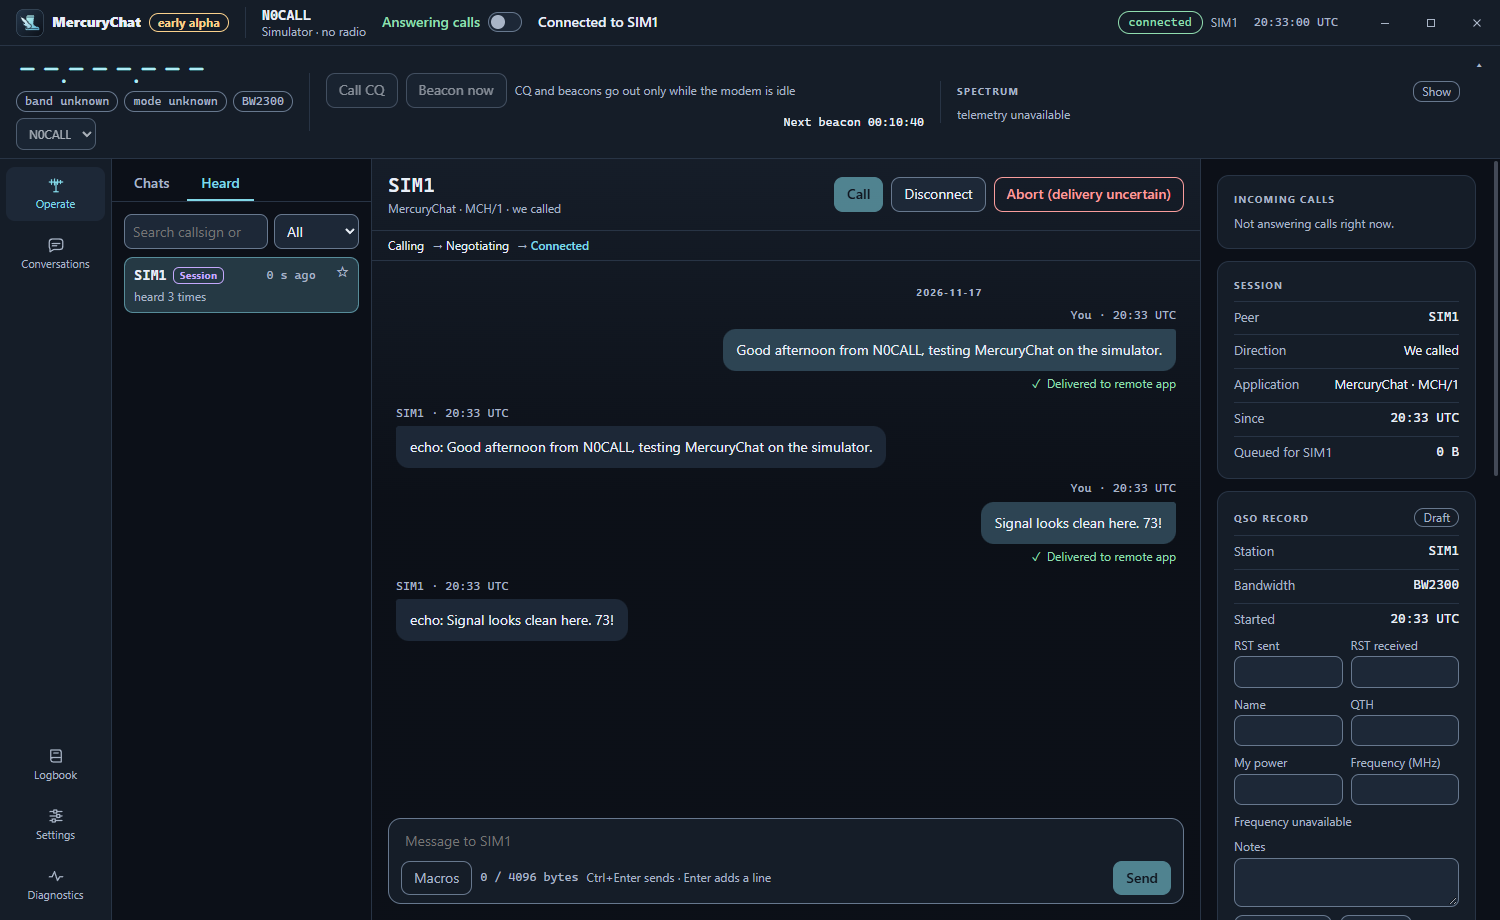 MercuryChat early alpha
N0CALL
Simulator · no radio
Answering calls
Connected to SIM1
connected SIM1 20:33:00 UTC
band unknown mode unknown BW2300
N0CALL
Call CQ Beacon now CQ and beacons go out only while the modem is idle
Next beacon 00:10:40
SPECTRUM
telemetry unavailable
Show
Operate
Conversations
Logbook
Settings
Diagnostics
Chats Heard
Search callsign or All
SIM1 Session 0 s ago
heard 3 times
SIM1
MercuryChat · MCH/1 · we called
Call Disconnect Abort (delivery uncertain)
Calling → Negotiating → Connected
2026-11-17
You · 20:33 UTC
Good afternoon from N0CALL, testing MercuryChat on the simulator.
✓ Delivered to remote app
SIM1 · 20:33 UTC
echo: Good afternoon from N0CALL, testing MercuryChat on the simulator.
You · 20:33 UTC
Signal looks clean here. 73!
✓ Delivered to remote app
SIM1 · 20:33 UTC
echo: Signal looks clean here. 73!
Message to SIM1
Macros 0 / 4096 bytes Ctrl+Enter sends · Enter adds a line Send
INCOMING CALLS
Not answering calls right now.
SESSION
Peer SIM1
Direction We called
Application MercuryChat · MCH/1
Since 20:33 UTC
Queued for SIM1 0 B
QSO RECORD Draft
Station SIM1
Bandwidth BW2300
Started 20:33 UTC
RST sent RST received
Name QTH
My power Frequency (MHz)
Frequency unavailable
Notes